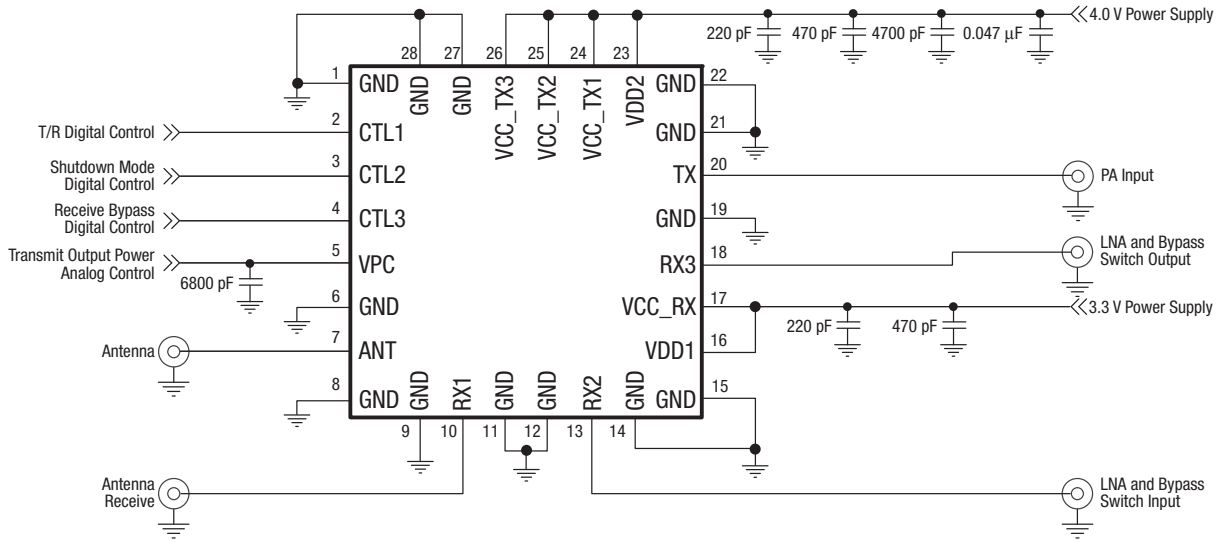 4.0 V Power Supply
220 pF
470 pF
4700 pF
0.047 μF
28
27
26
25
24
23
GND
GND
VCC_TX3
VCC_TX2
VCC_TX1
VDD2
1
GND
GND
22
T/R Digital Control
2
CTL1
GND
21
Shutdown Mode
Digital Control
3
CTL2
TX
20
PA Input
Receive Bypass
Digital Control
4
CTL3
GND
19
Transmit Output Power
Analog Control
6800 pF
5
VPC
RX3
18
LNA and Bypass
Switch Output
6
GND
VCC_RX
17
3.3 V Power Supply
220 pF
470 pF
Antenna
7
ANT
VDD1
16
8
GND
GND
15
GND
RX1
GND
GND
RX2
GND
9
10
11
12
13
14
Antenna
Receive
LNA and Bypass
Switch Input